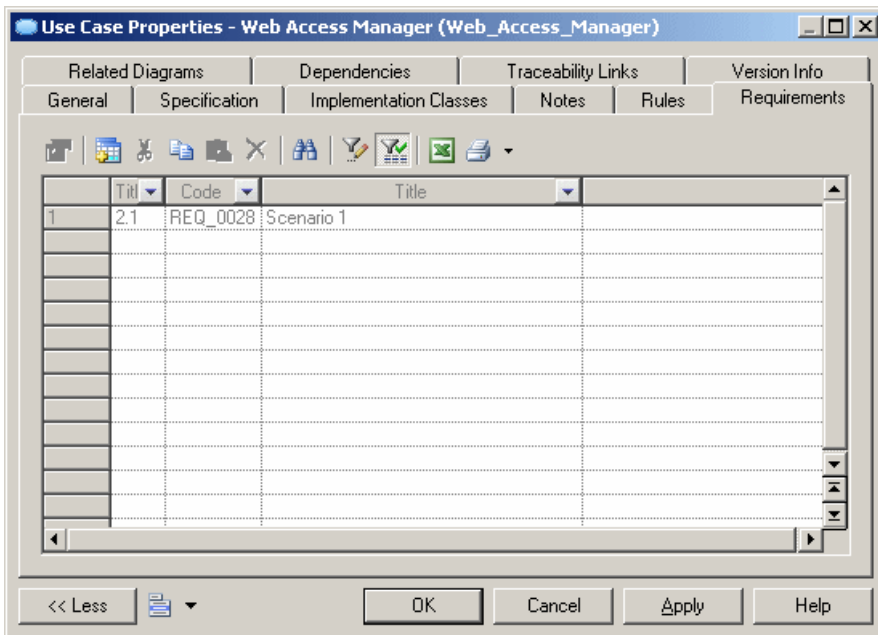 Use Case Properties - Web Access Manager (Web_Access_Manager)
Related Diagrams Dependencies Traceability Links Version Info
General Specification Implementation Classes Notes Rules Requirements
Titl Code Title
1 2.1 REQ_0028 Scenario 1
<< Less OK Cancel Apply Help